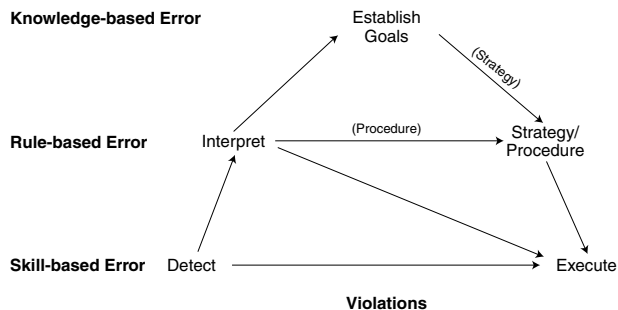 Knowledge-based Error
Establish
Goals
(Strategy)
Rule-based Error
Interpret
(Procedure)
Strategy/
Procedure
Skill-based Error
Detect
Execute
Violations